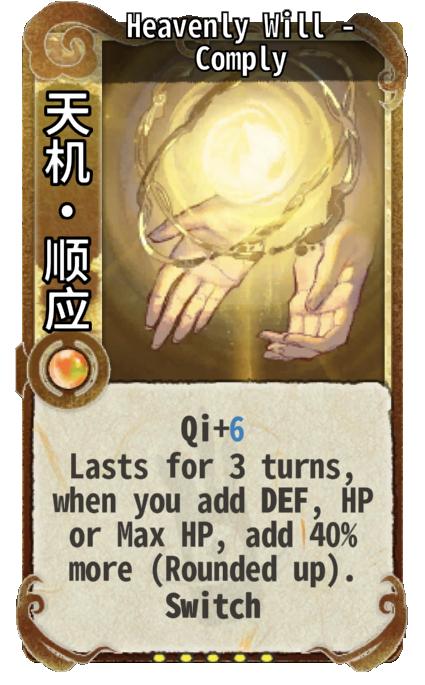 Heavenly Will -
Comply
天机·顺应
Qi+6
Lasts for 3 turns,
when you add DEF, HP
or Max HP, add 40%
more (Rounded up).
Switch